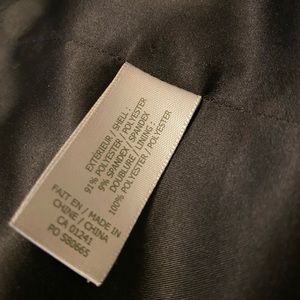 EXTÉRIEUR / SHELL :
91% POLYESTER / POLYESTER
9% SPANDEX / SPANDEX
DOUBLURE / LINING :
100% POLYESTER / POLYESTER
FAIT EN / MADE IN
CHINE / CHINA
CA 01241
PO 580665